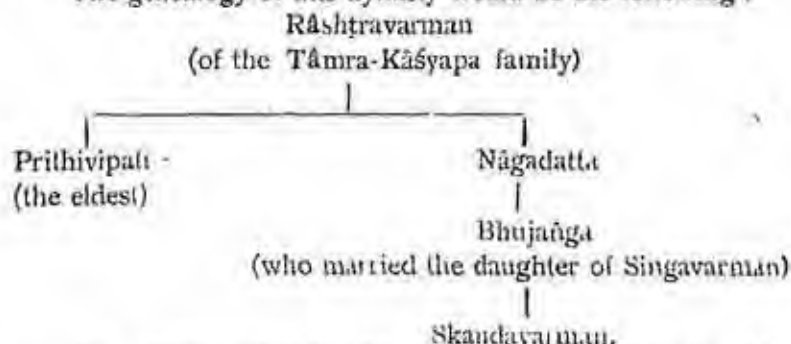 Râshṭravarman
(of the Tâmra-Kâśyapa family)
Prithivipati - Nâgadatta
(the eldest)
Bhujaṅga
(who married the daughter of Singavarman)
Skandavarman.